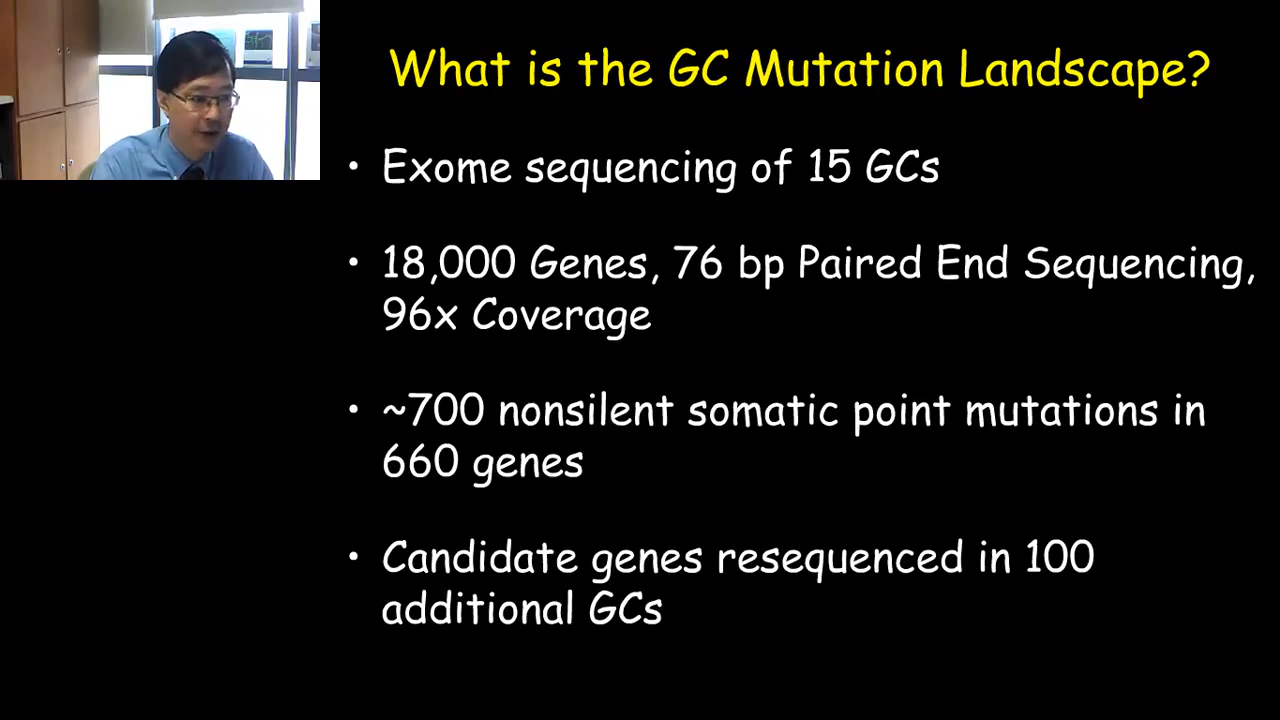 What is the GC Mutation Landscape?
• Exome sequencing of 15 GCs
• 18,000 Genes, 76 bp Paired End Sequencing,
96x Coverage
• ~700 nonsilent somatic point mutations in
660 genes
• Candidate genes resequenced in 100
additional GCs